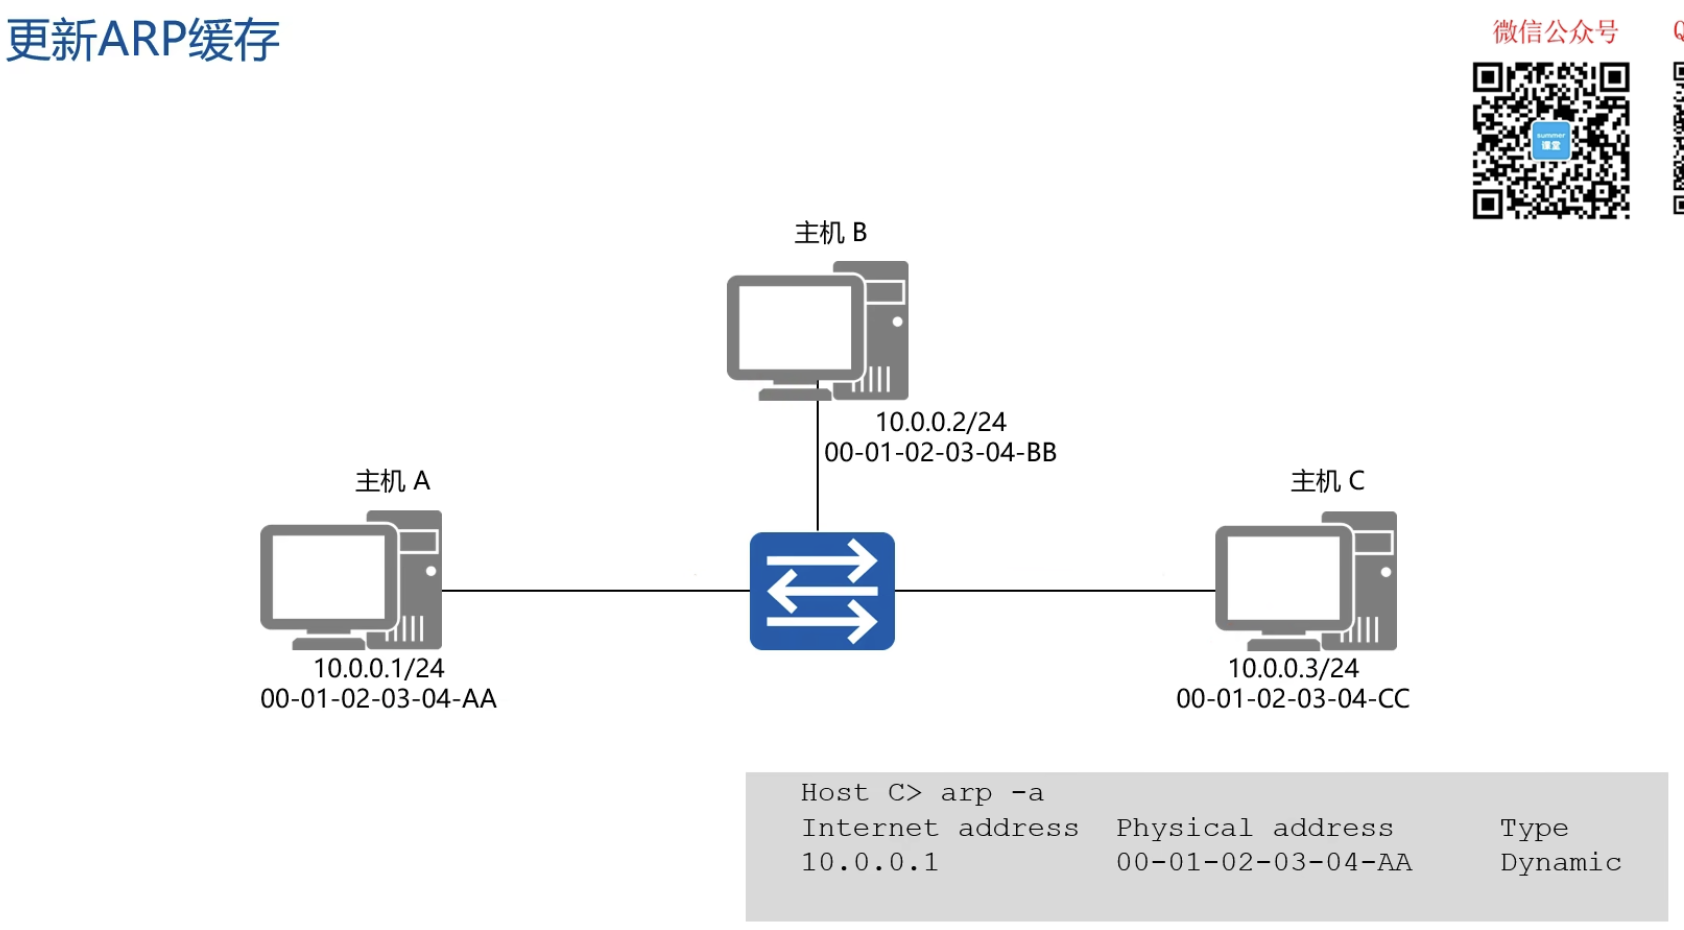 更新ARP缓存
微信公众号
Q
summer
课堂
主机 B
10.0.0.2/24
00-01-02-03-04-BB
主机 A
主机 C
10.0.0.1/24
00-01-02-03-04-AA
10.0.0.3/24
00-01-02-03-04-CC
Host C> arp -a
Internet address Physical address Type
10.0.0.1 00-01-02-03-04-AA Dynamic